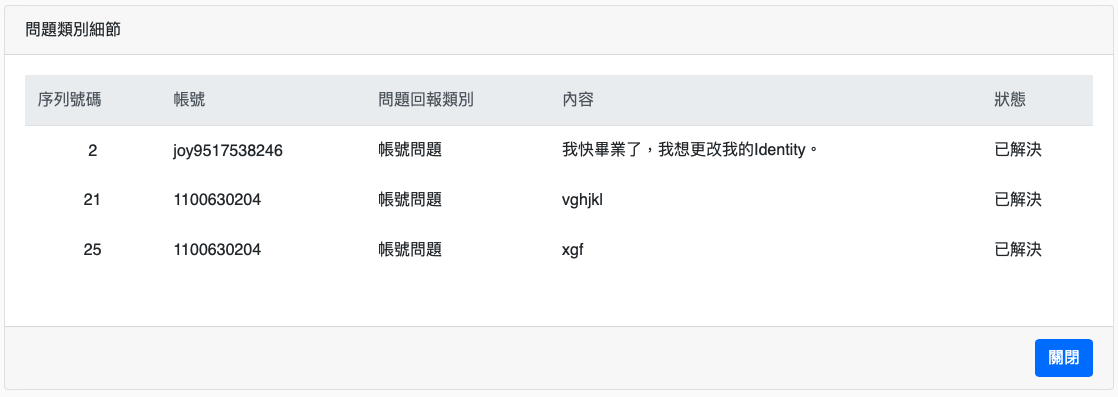 問題類別細節
序列號碼 帳號 問題回報類別 內容 狀態
2 joy9517538246 帳號問題 我快畢業了，我想更改我的Identity。 已解決
21 1100630204 帳號問題 vghjkl 已解決
25 1100630204 帳號問題 xgf 已解決
關閉